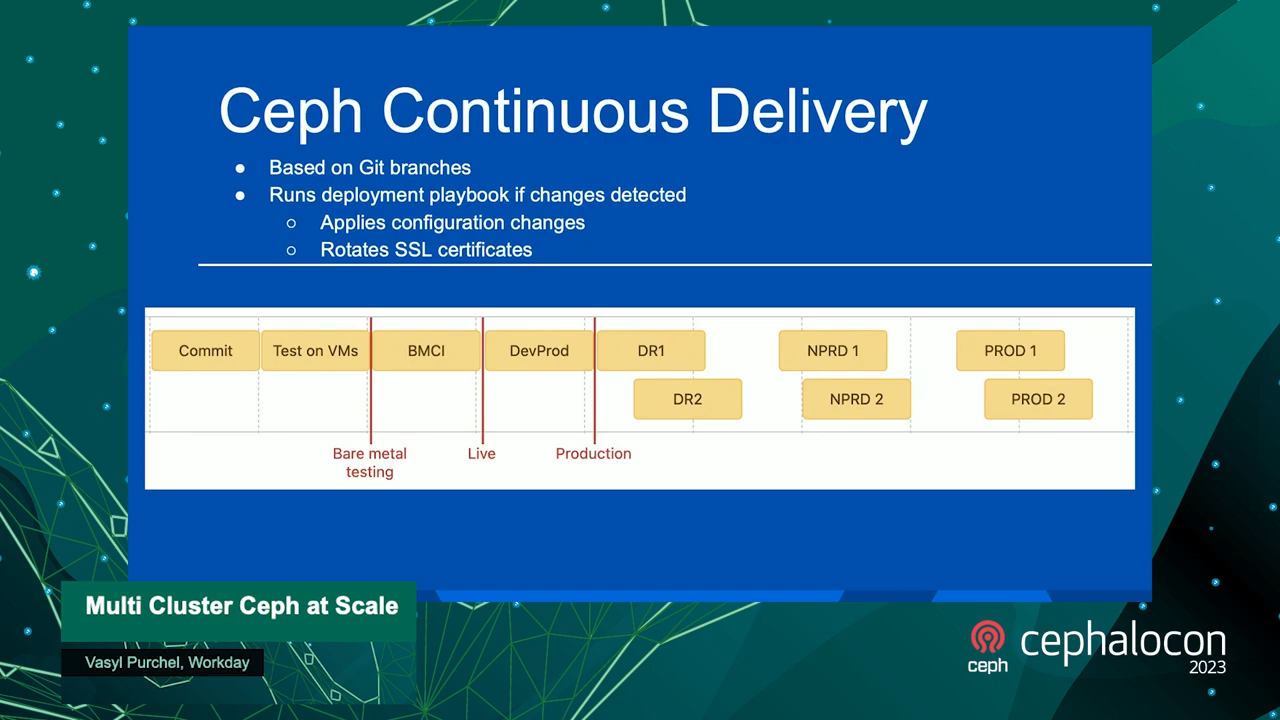 Ceph Continuous Delivery
● Based on Git branches
● Runs deployment playbook if changes detected
○ Applies configuration changes
○ Rotates SSL certificates
Commit
Test on VMs
BMCI
DevProd
DR1
NPRD 1
PROD 1
DR2
NPRD 2
PROD 2
Bare metal
testing
Live
Production
Multi Cluster Ceph at Scale
Vasyl Purchel, Workday
ceph
cephalocon
2023